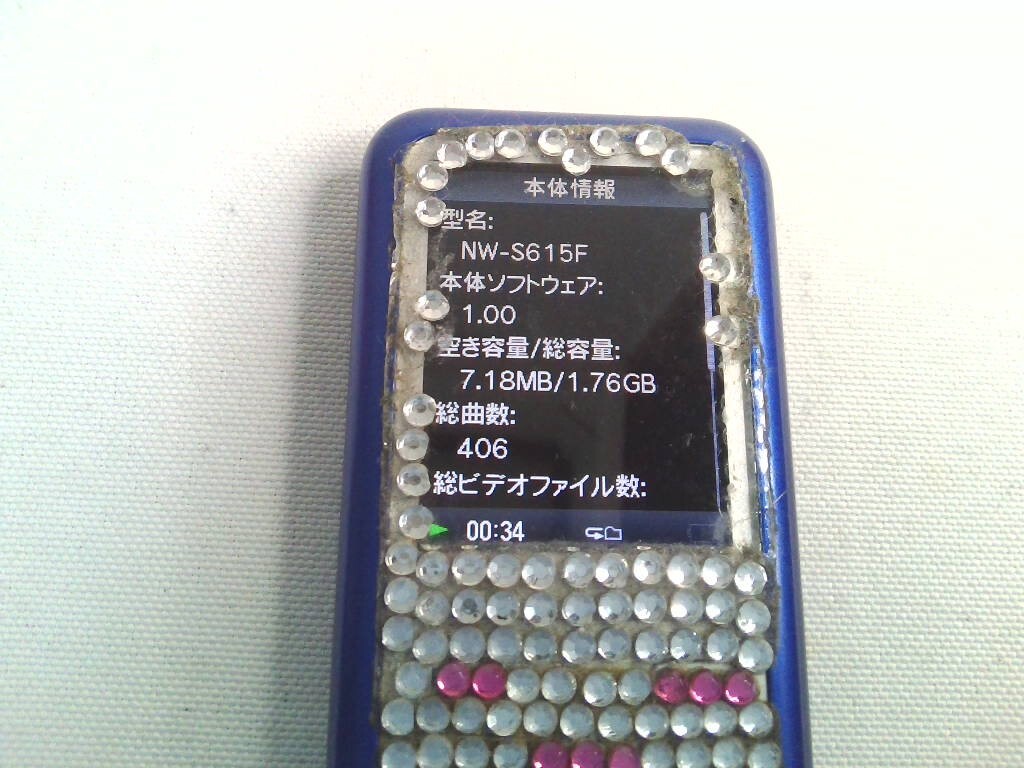 本体情報
型名:
NW-S615F
本体ソフトウェア:
1.00
空き容量/総容量:
7.18MB/1.76GB
総曲数:
406
総ビデオファイル数:
00:34